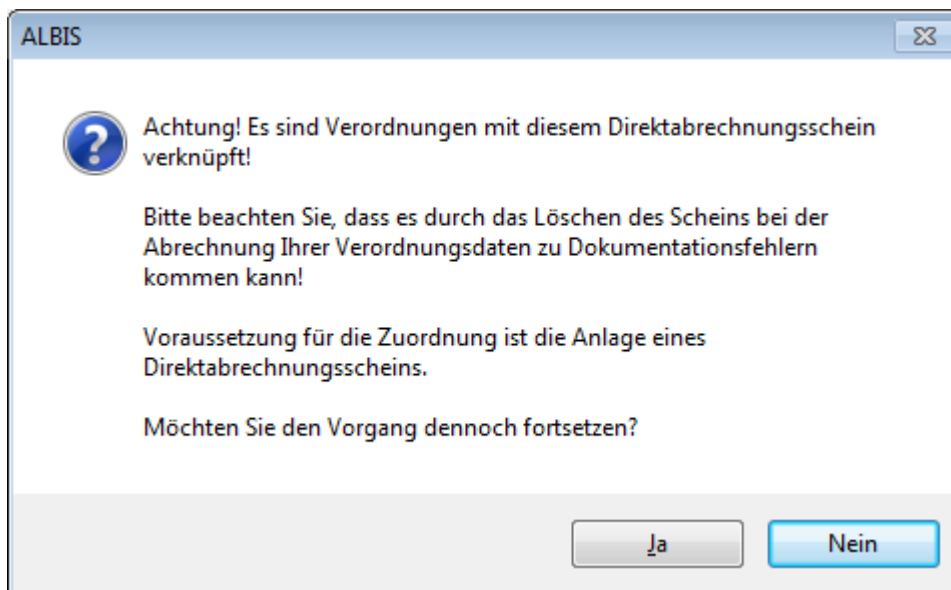 ALBIS
Achtung! Es sind Verordnungen mit diesem Direktabrechnungsschein
verknüpft!
Bitte beachten Sie, dass es durch das Löschen des Scheins bei der
Abrechnung Ihrer Verordnungsdaten zu Dokumentationsfehlern
kommen kann!
Voraussetzung für die Zuordnung ist die Anlage eines
Direktabrechnungsscheins.
Möchten Sie den Vorgang dennoch fortsetzen?
Ja
Nein